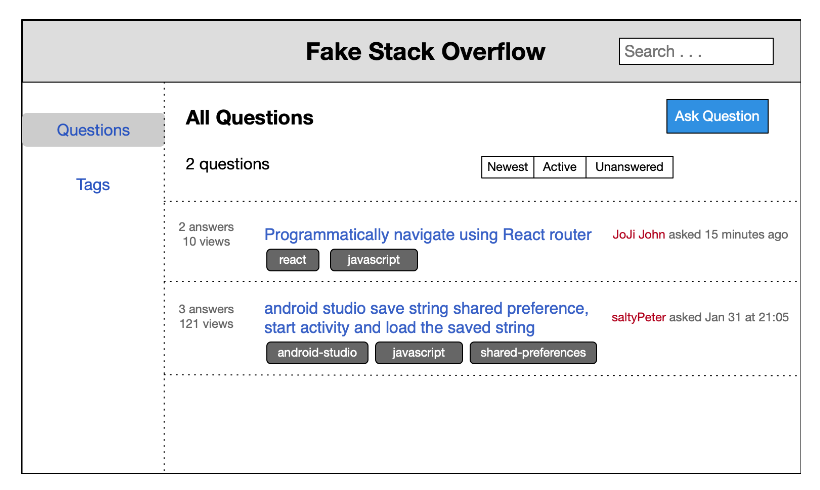 Fake Stack Overflow
Search . . .
Questions
Tags
All Questions
Ask Question
2 questions
Newest
Active
Unanswered
2 answers
10 views
Programmatically navigate using React router
react
javascript
JoJi John asked 15 minutes ago
3 answers
121 views
android studio save string shared preference,
start activity and load the saved string
android-studio
javascript
shared-preferences
saltyPeter asked Jan 31 at 21:05